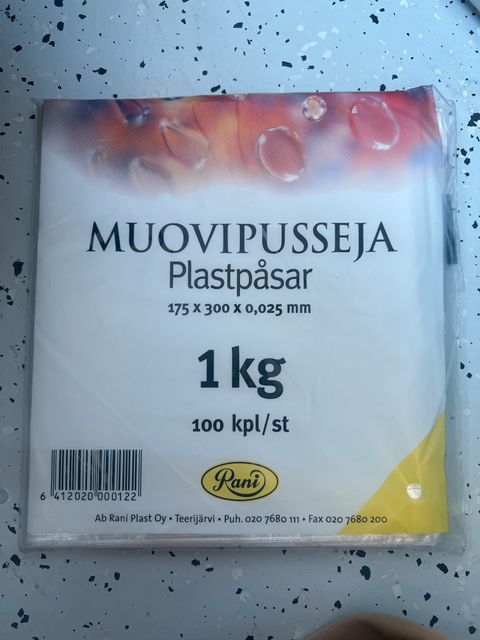 MUOVIPUSSEJA
Plastpåsar
175 x 300 x 0,025 mm
1 kg
100 kpl/st
6 412020 000122
Rani
Ab Rani Plast Oy • Teerijärvi • Puh. 020 7680 111 • Fax 020 7680 200